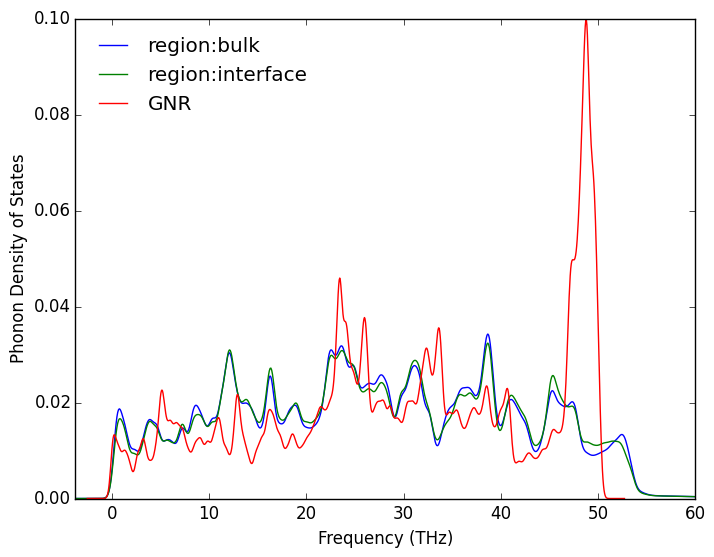 region:bulk
region:interface
GNR
Phonon Density of States
0.10
0.08
0.06
0.04
0.02
0.00
0
10
20
30
40
50
60
Frequency (THz)